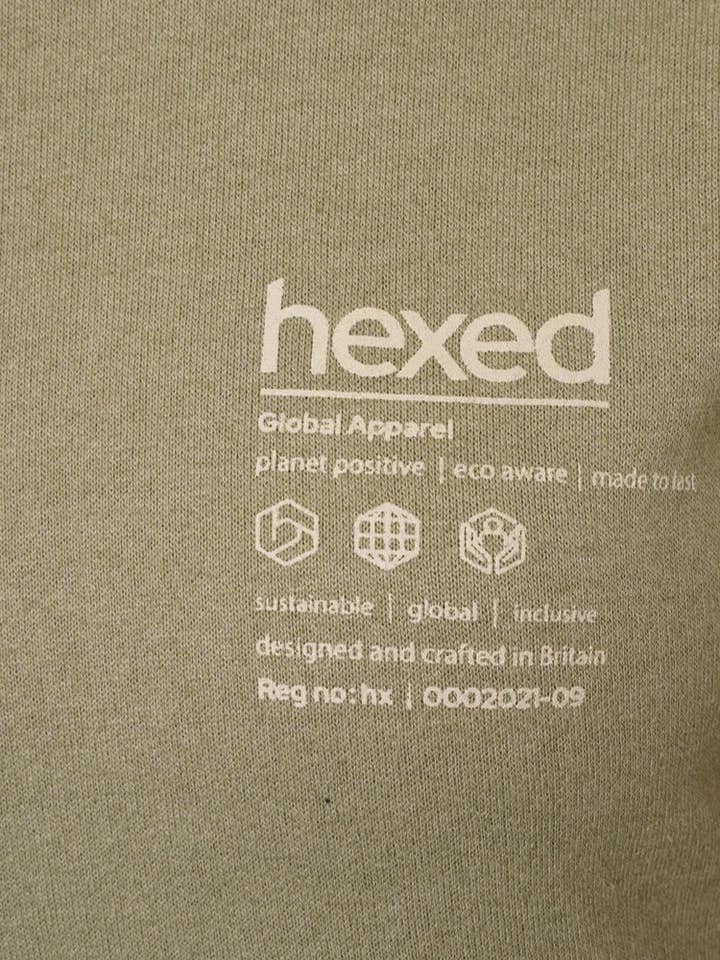 hexed
Global Apparel
planet positive | eco aware | made to last
sustainable | global | inclusive
designed and crafted in Britain
Reg no:hx | 0002021-09